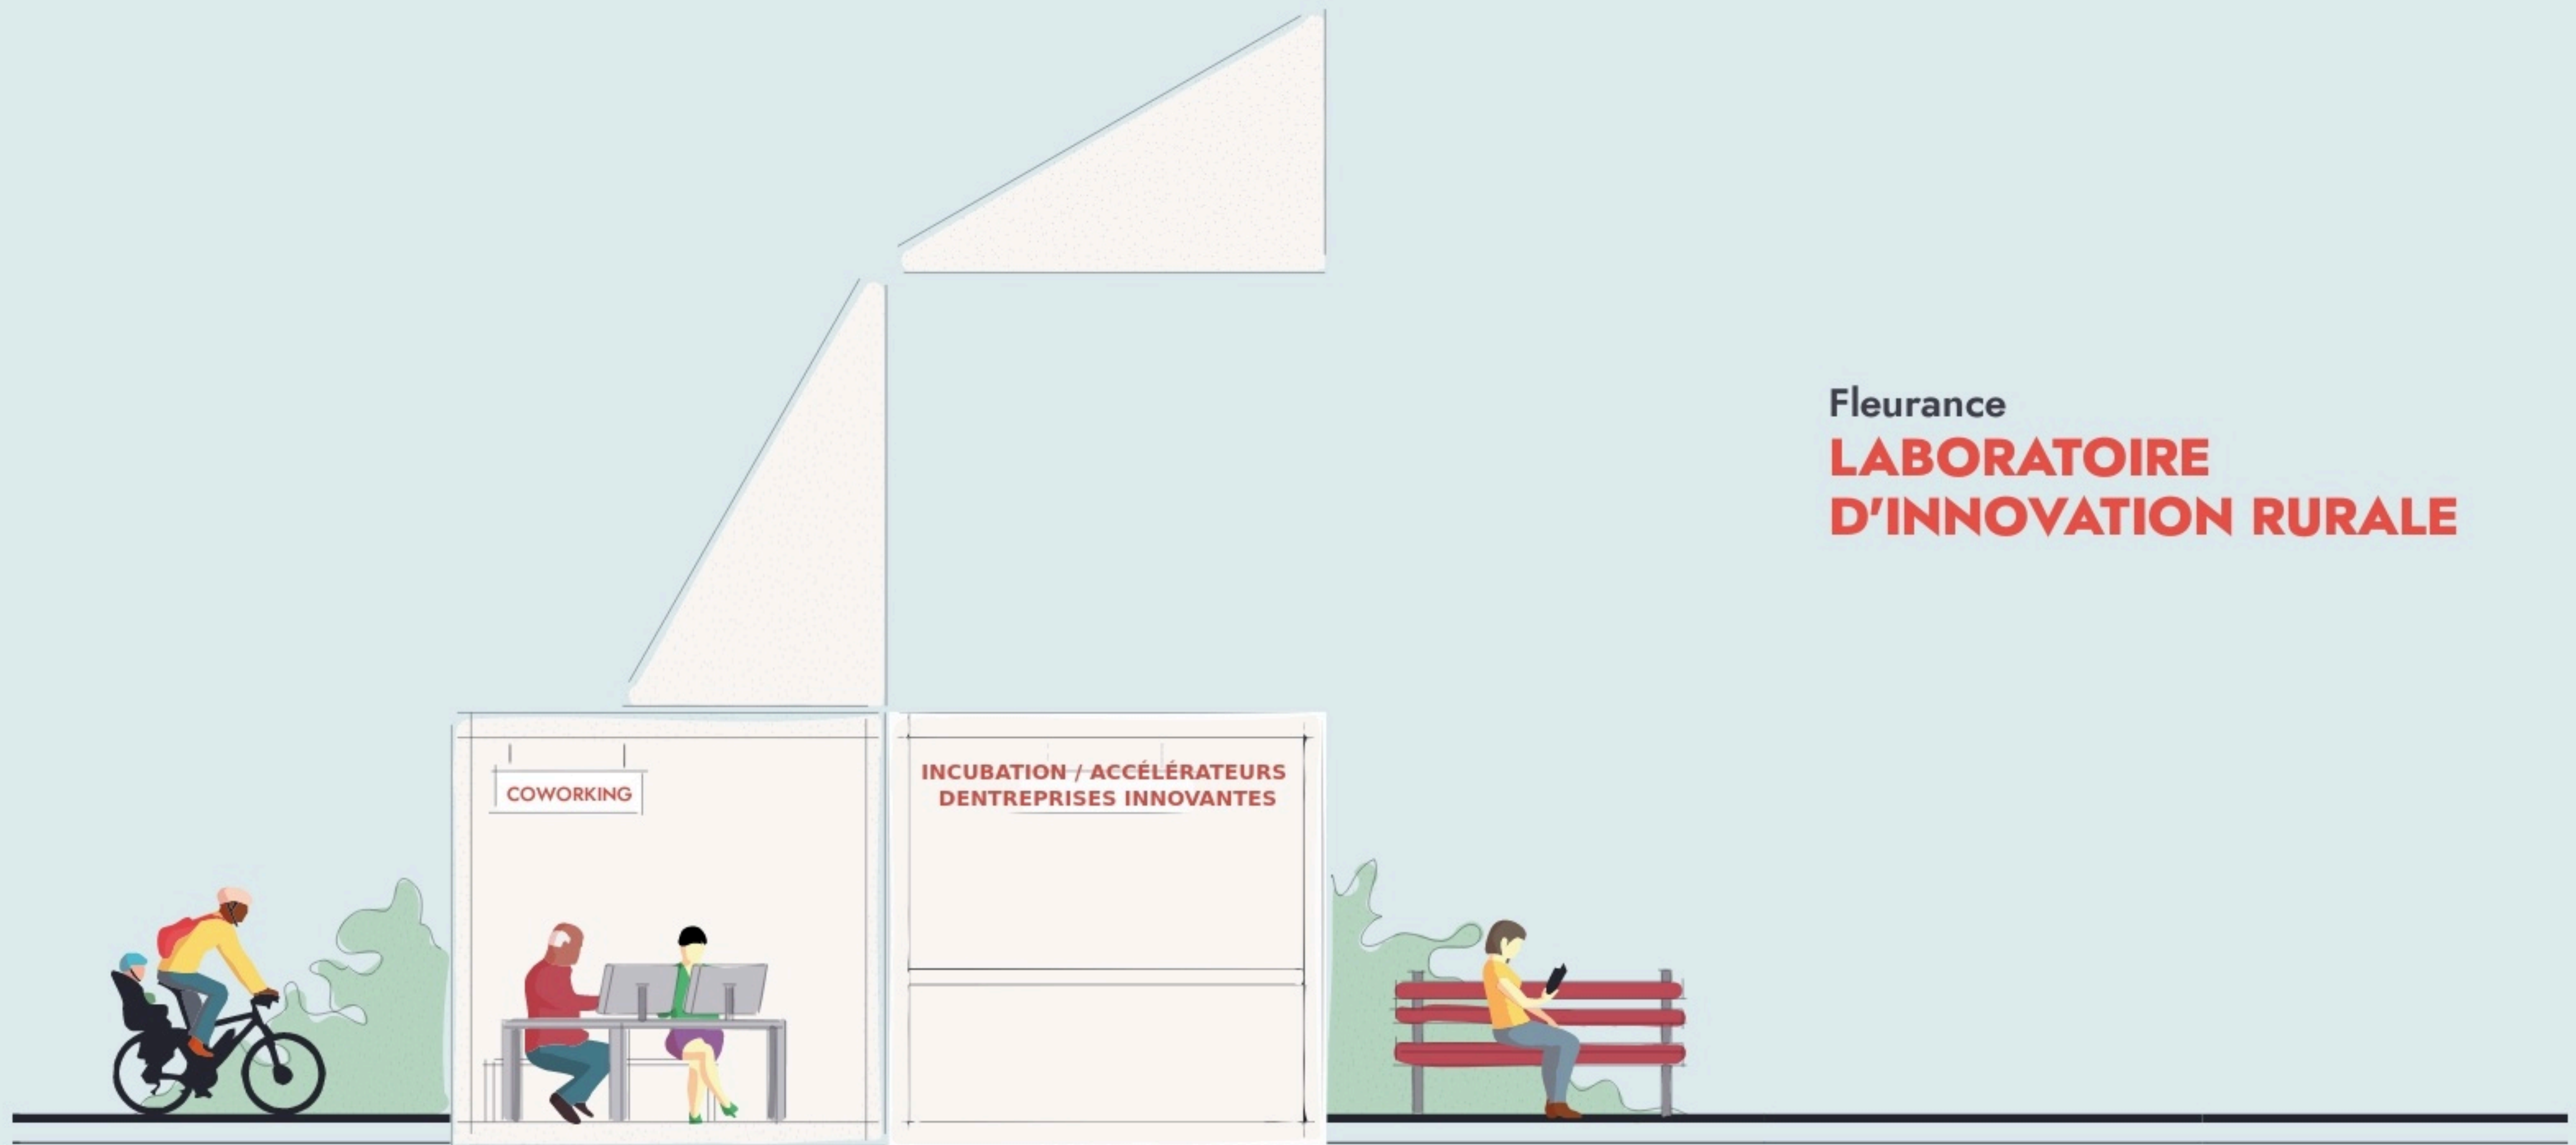 Fleurance
LABORATOIRE
D'INNOVATION RURALE
COWORKING
INCUBATION / ACCÉLÉRATEURS
DENTREPRISES INNOVANTES